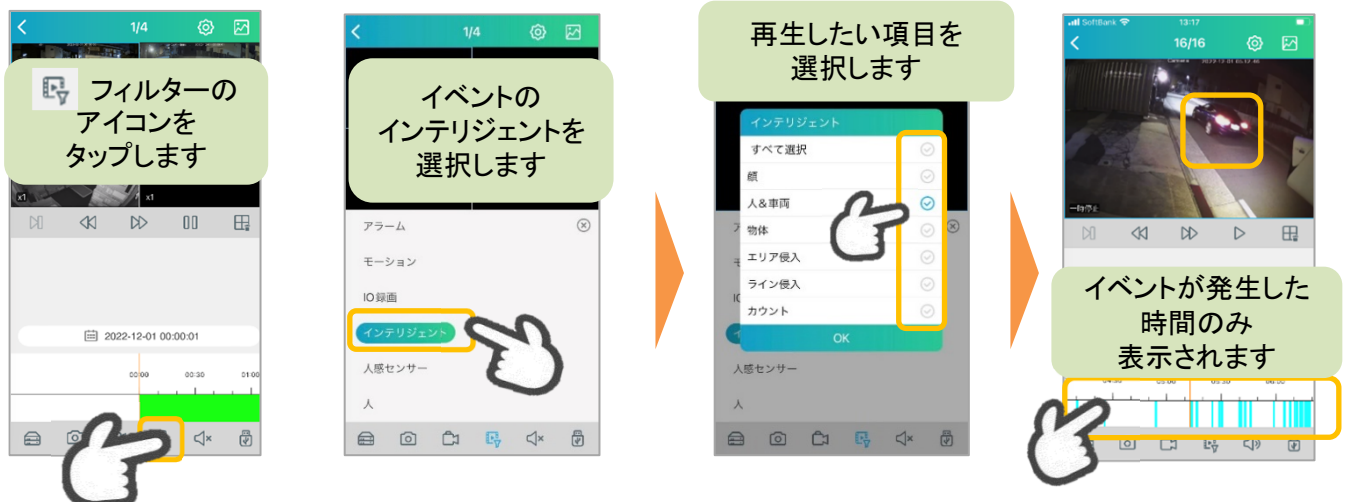 1/4
フィルターの
アイコンを
タップします
x1
x1
2022-12-01 00:00:01
00:00 00:30 01:00
1/4
イベントの
インテリジェントを
選択します
アラーム
モーション
IO録画
インテリジェント
人感センサー
人
再生したい項目を
選択します
インテリジェント
すべて選択
顔
人&車両
物体
エリア侵入
ライン侵入
カウント
OK
人感センサー
人
SoftBank 13:17
16/16
一時停止
イベントが発生した
時間のみ
表示されます